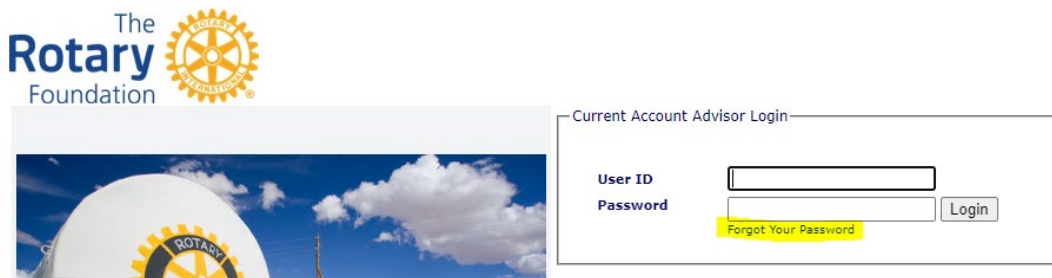 The
Rotary
Foundation
ROTARY
INTERNATIONAL
Current Account Advisor Login
User ID
Password
Login
Forgot Your Password
ROTARY